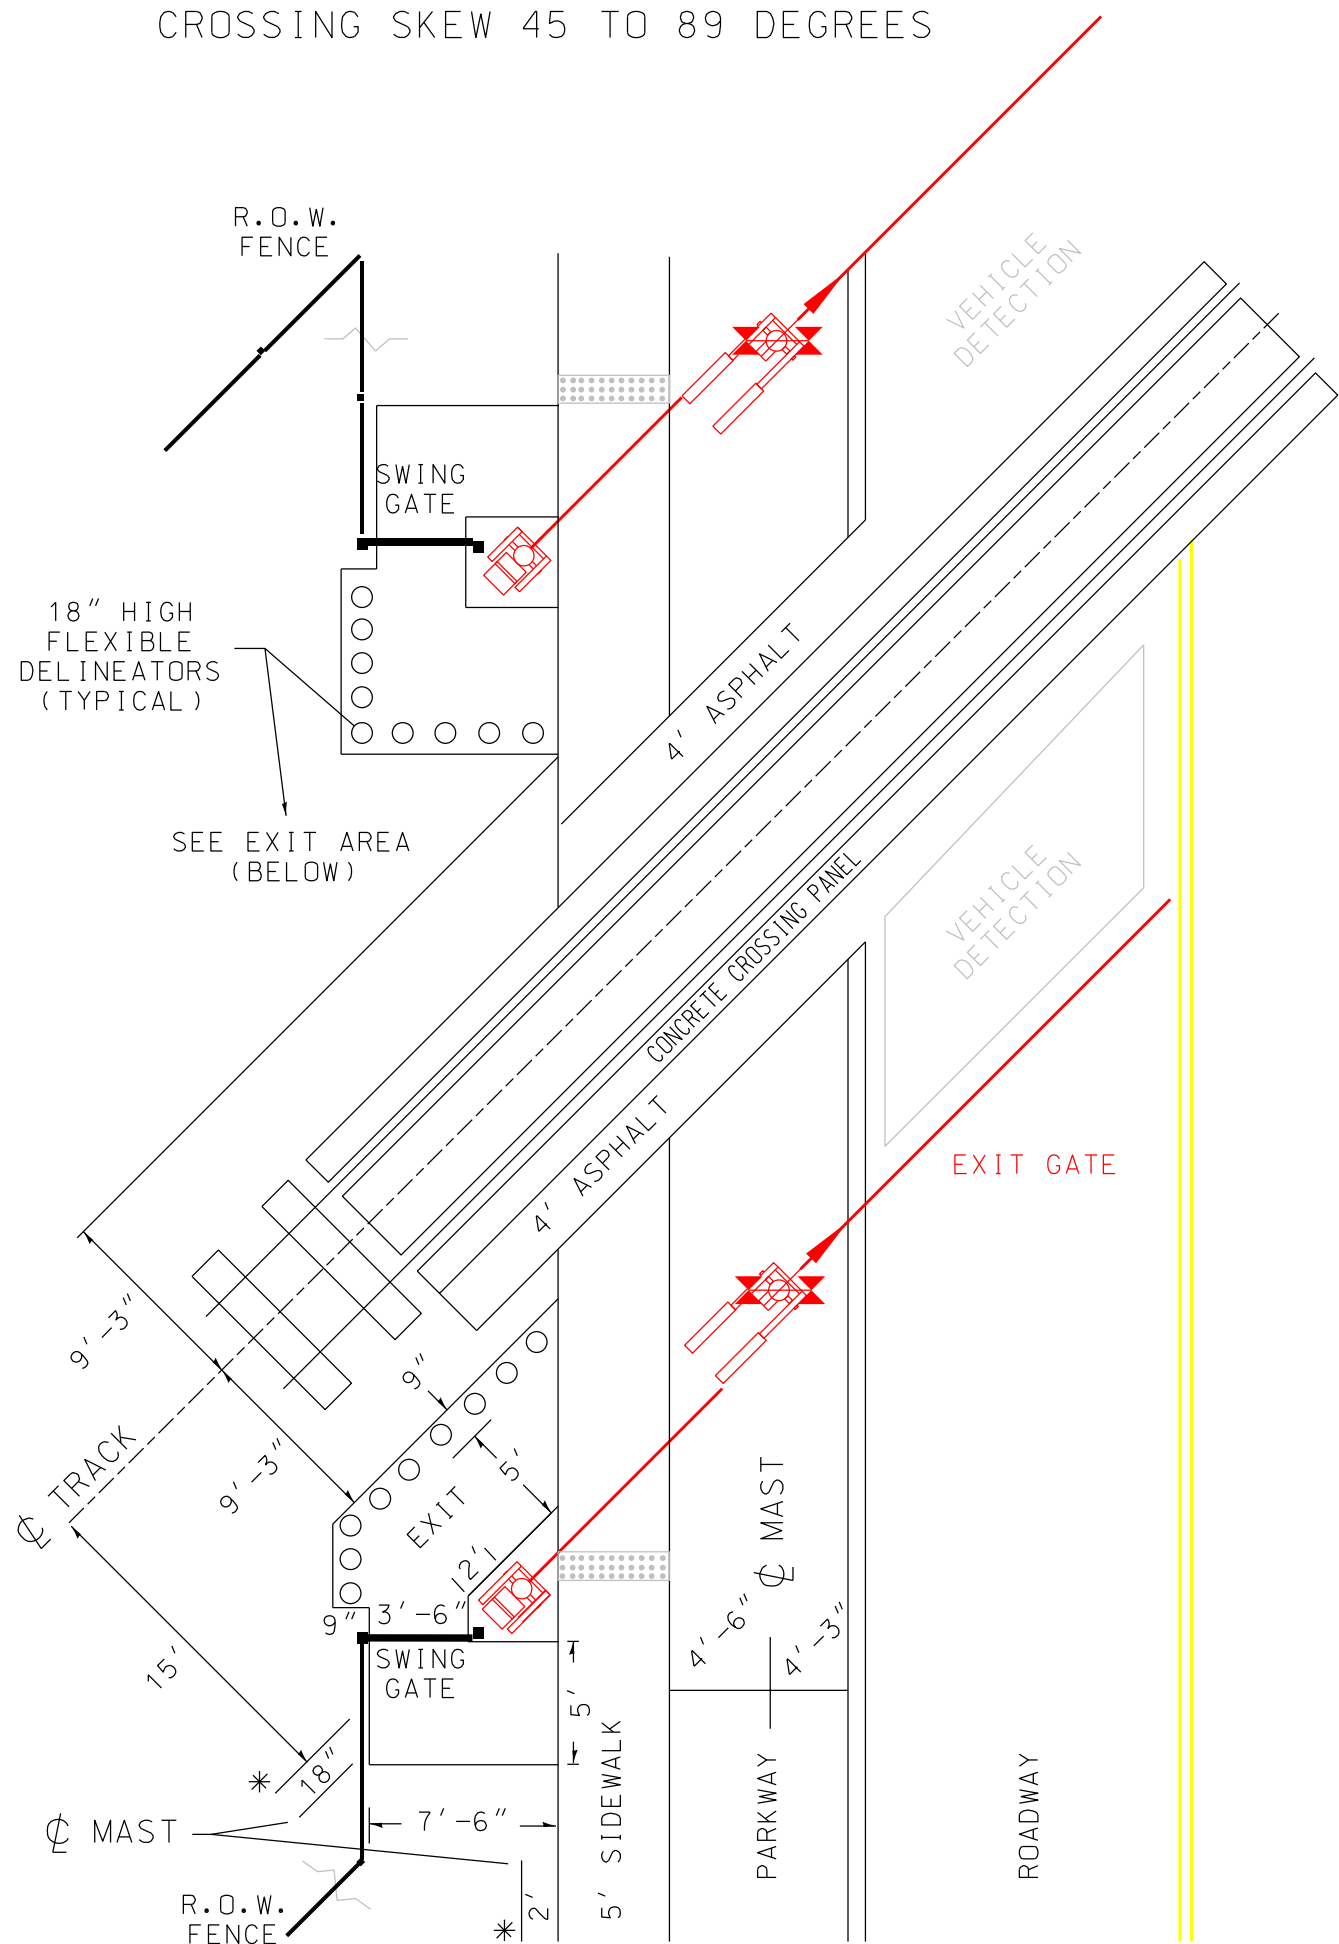 CROSSING SKEW 45 TO 89 DEGREES
R.O.W.
FENCE
VEHICLE
DETECTION
SWING
GATE
18" HIGH
FLEXIBLE
DELINEATORS
(TYPICAL)
4' ASPHALT
SEE EXIT AREA
(BELOW)
CONCRETE CROSSING PANEL
VEHICLE
DETECTION
4' ASPHALT
EXIT GATE
9'-3"
9"
℄ TRACK
9'-3"
5'
EXIT
12'
℄ MAST
9"
3'-6"
4'-6"
4'-3"
SWING
GATE
15'
5'
* 18"
℄ MAST
7'-6"
5' SIDEWALK
PARKWAY
ROADWAY
R.O.W.
FENCE
* 2'